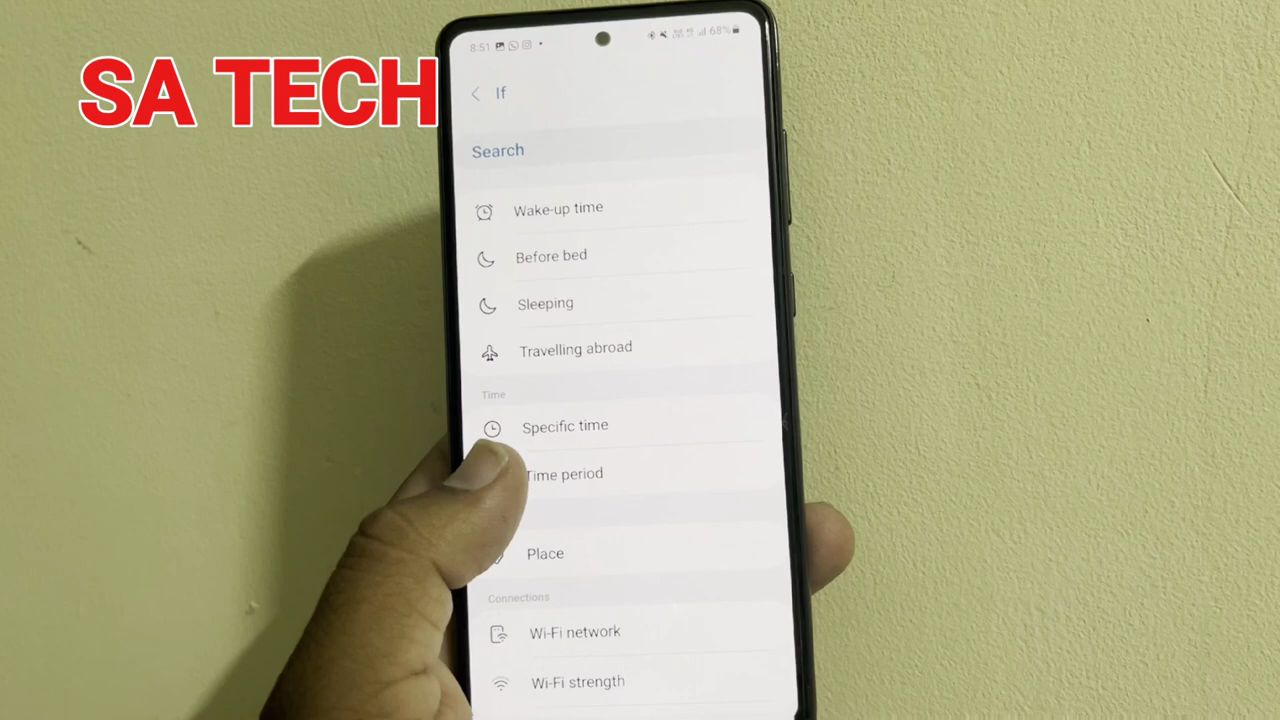 SA TECH
8:51
68%
If
Search
Wake-up time
Before bed
Sleeping
Travelling abroad
Time
Specific time
Time period
Place
Connections
Wi-Fi network
Wi-Fi strength